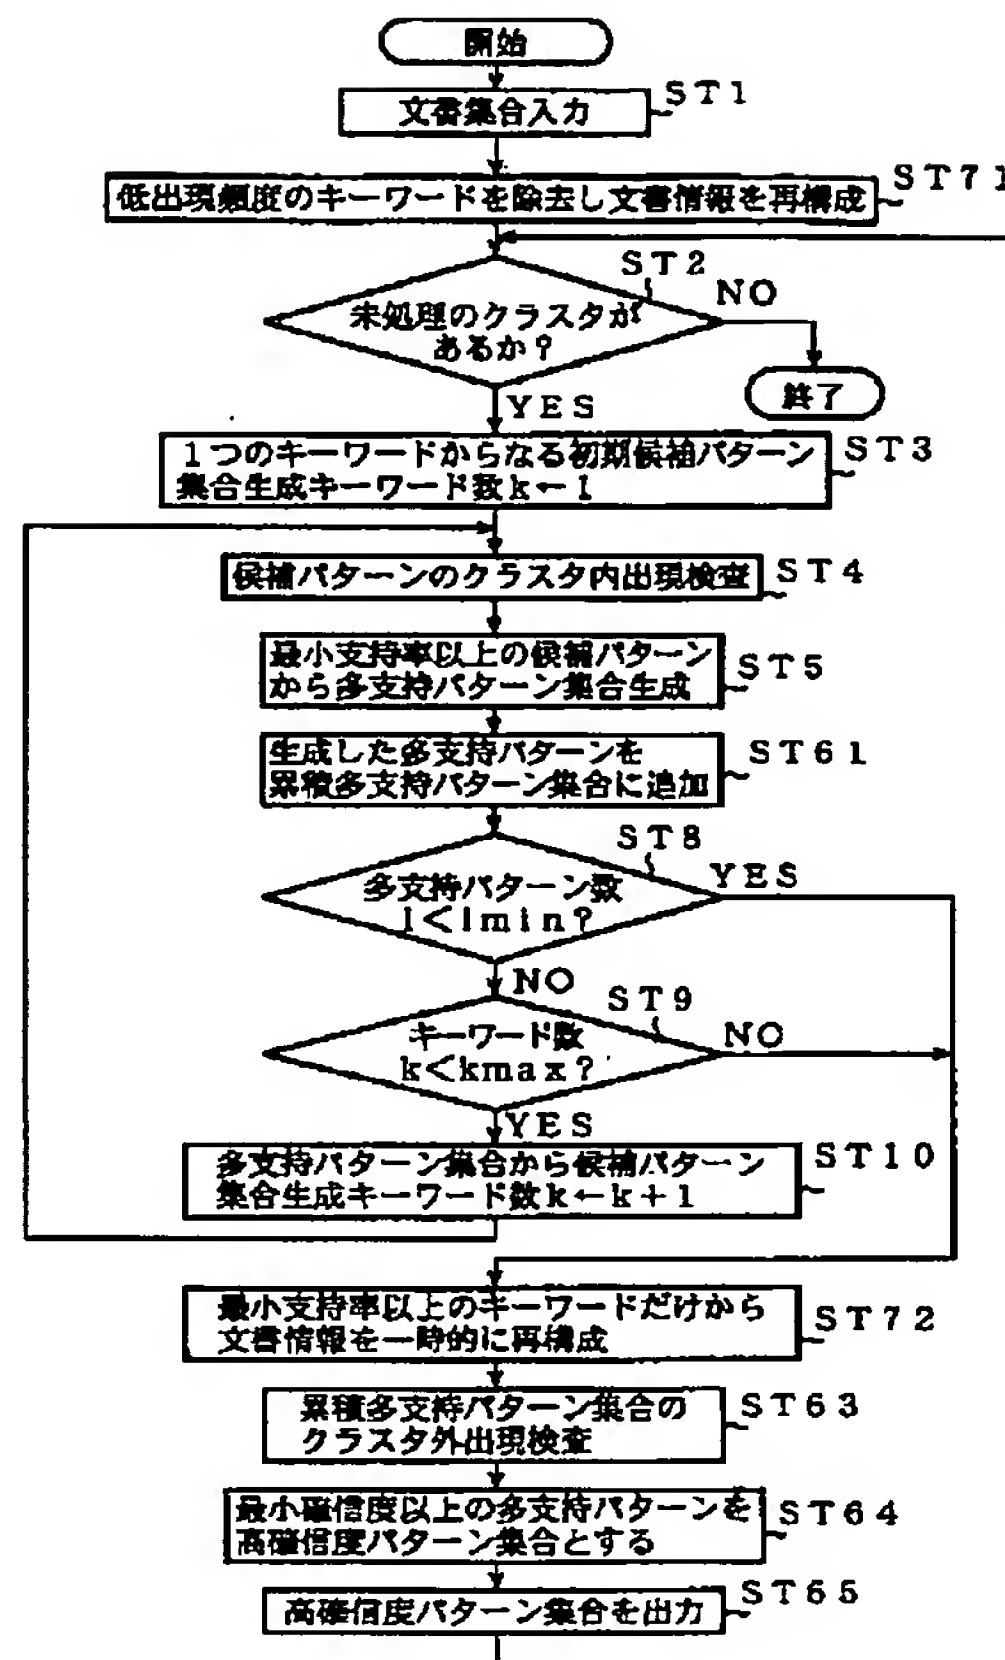 開始
文書集合入力
ST1
低出現頻度のキーワードを除去し文書情報を再構成
ST71
ST2
未処理のクラスタが
あるか？
NO
終了
YES
1つのキーワードからなる初期候補パターン
集合生成キーワード数k←1
ST3
候補パターンのクラスタ内出現検査
ST4
最小支持率以上の候補パターン
から多支持パターン集合生成
ST5
生成した多支持パターンを
累積多支持パターン集合に追加
ST61
ST8
多支持パターン数
l<lmin?
YES
NO
ST9
キーワード数
k<kmax?
NO
YES
多支持パターン集合から候補パターン
集合生成キーワード数k←k+1
ST10
最小支持率以上のキーワードだけから
文書情報を一時的に再構成
ST72
累積多支持パターン集合の
クラスタ外出現検査
ST63
最小確信度以上の多支持パターンを
高確信度パターン集合とする
ST64
高確信度パターン集合を出力
ST65